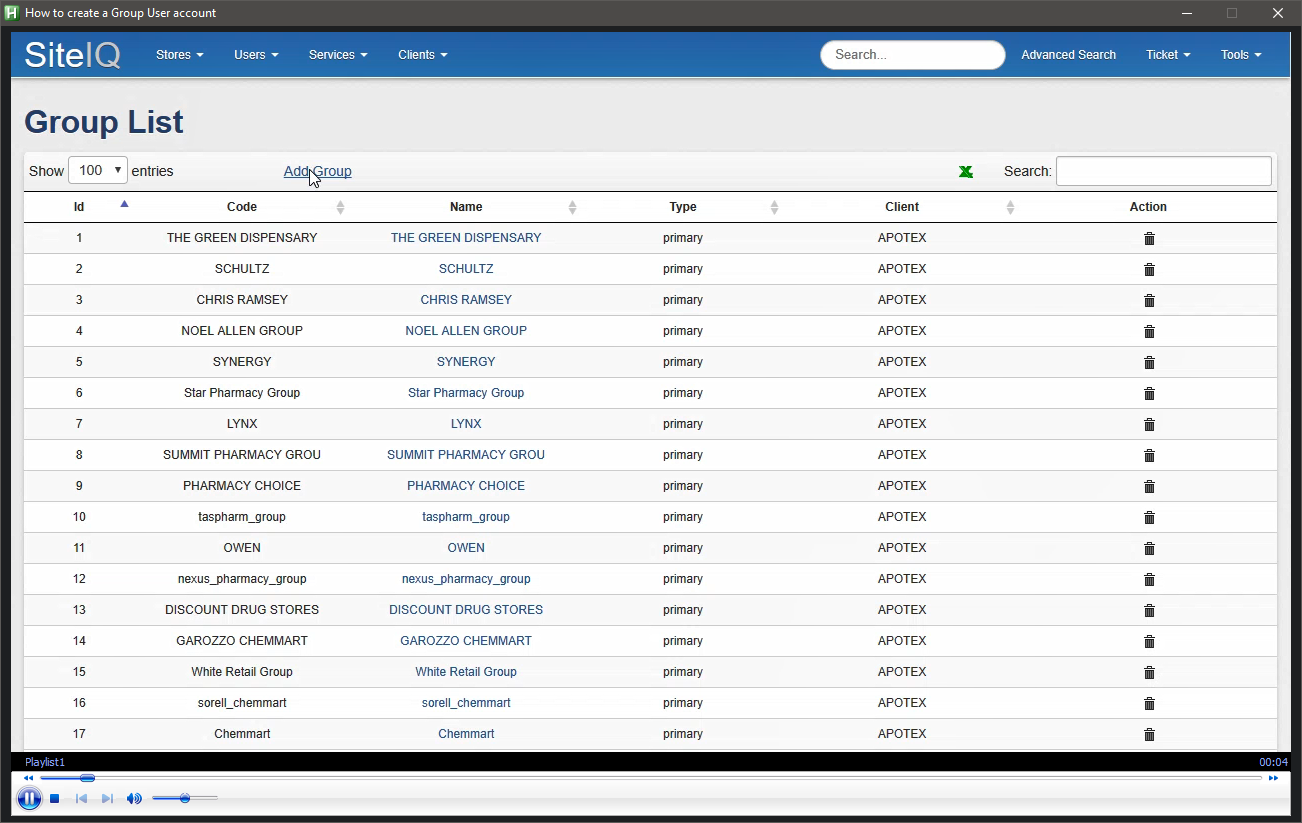 How to create a Group User account
SiteIQ Stores Users Services Clients Search... Advanced Search Ticket Tools
Group List
Show 100 entries Add Group Search:
Id Code Name Type Client Action
1 THE GREEN DISPENSARY THE GREEN DISPENSARY primary APOTEX
2 SCHULTZ SCHULTZ primary APOTEX
3 CHRIS RAMSEY CHRIS RAMSEY primary APOTEX
4 NOEL ALLEN GROUP NOEL ALLEN GROUP primary APOTEX
5 SYNERGY SYNERGY primary APOTEX
6 Star Pharmacy Group Star Pharmacy Group primary APOTEX
7 LYNX LYNX primary APOTEX
8 SUMMIT PHARMACY GROU SUMMIT PHARMACY GROU primary APOTEX
9 PHARMACY CHOICE PHARMACY CHOICE primary APOTEX
10 taspharm_group taspharm_group primary APOTEX
11 OWEN OWEN primary APOTEX
12 nexus_pharmacy_group nexus_pharmacy_group primary APOTEX
13 DISCOUNT DRUG STORES DISCOUNT DRUG STORES primary APOTEX
14 GAROZZO CHEMMART GAROZZO CHEMMART primary APOTEX
15 White Retail Group White Retail Group primary APOTEX
16 sorell_chemmart sorell_chemmart primary APOTEX
17 Chemmart Chemmart primary APOTEX
Playlist1 00:04